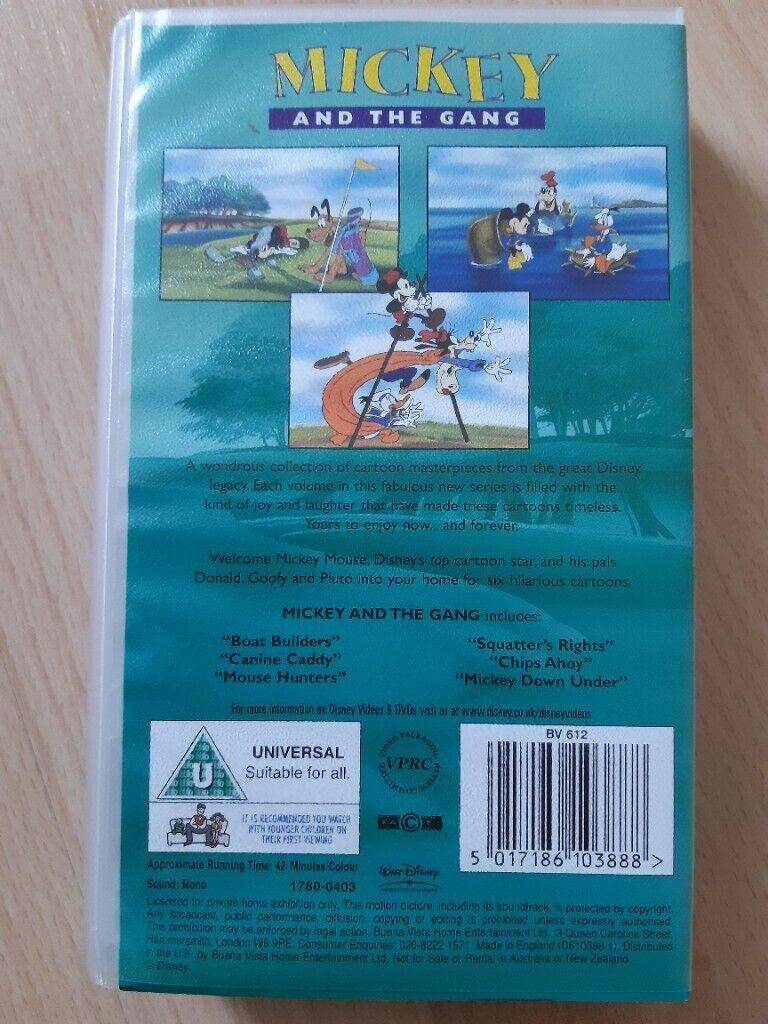 MICKEY
AND THE GANG
A wondrous collection of cartoon masterpieces from the great Disney
legacy. Each volume in this fabulous new series is filled with the
kind of joy and laughter that have made these cartoons timeless.
Yours to enjoy now... and forever.
Welcome Mickey Mouse, Disney's top cartoon star, and his pals
Donald, Goofy and Pluto into your home for six hilarious cartoons.
MICKEY AND THE GANG includes:
"Boat Builders"
"Canine Caddy"
"Mouse Hunters"
"Squatter's Rights"
"Chips Ahoy"
"Mickey Down Under"
For more information on Disney Videos & DVDs visit us at www.disney.co.uk/disneyvideos
U
UNIVERSAL
Suitable for all.
IT IS RECOMMENDED YOU WATCH
WITH YOUNGER CHILDREN ON
THEIR FIRST VIEWING
VIDEO PACKAGING REVIEW COMMITTEE
VPRC
BV 612
5 017186 103888 >
Approximate Running Time: 42 Minutes/Colour
Sound: Mono
1780-0403
WALT DISNEY
Licensed for private home exhibition only. This motion picture, including its soundtrack, is protected by copyright.
Any broadcast, public performance, diffusion, copying or editing is prohibited unless expressly authorised.
This prohibition may be enforced by legal action. Buena Vista Home Entertainment Ltd., 3 Queen Caroline Street,
Hammersmith, London W6 9PE. Consumer Enquiries: 020-8222 1571. Made in England (D610388-1). Distributed
in the U.K. by Buena Vista Home Entertainment Ltd. Not for Sale or Rental in Australia or New Zealand.
© Disney.